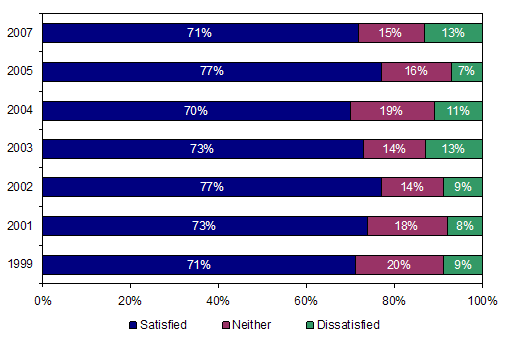 2007 71% 15% 13%
2005 77% 16% 7%
2004 70% 19% 11%
2003 73% 14% 13%
2002 77% 14% 9%
2001 73% 18% 8%
1999 71% 20% 9%
0% 20% 40% 60% 80% 100%
Satisfied Neither Dissatisfied